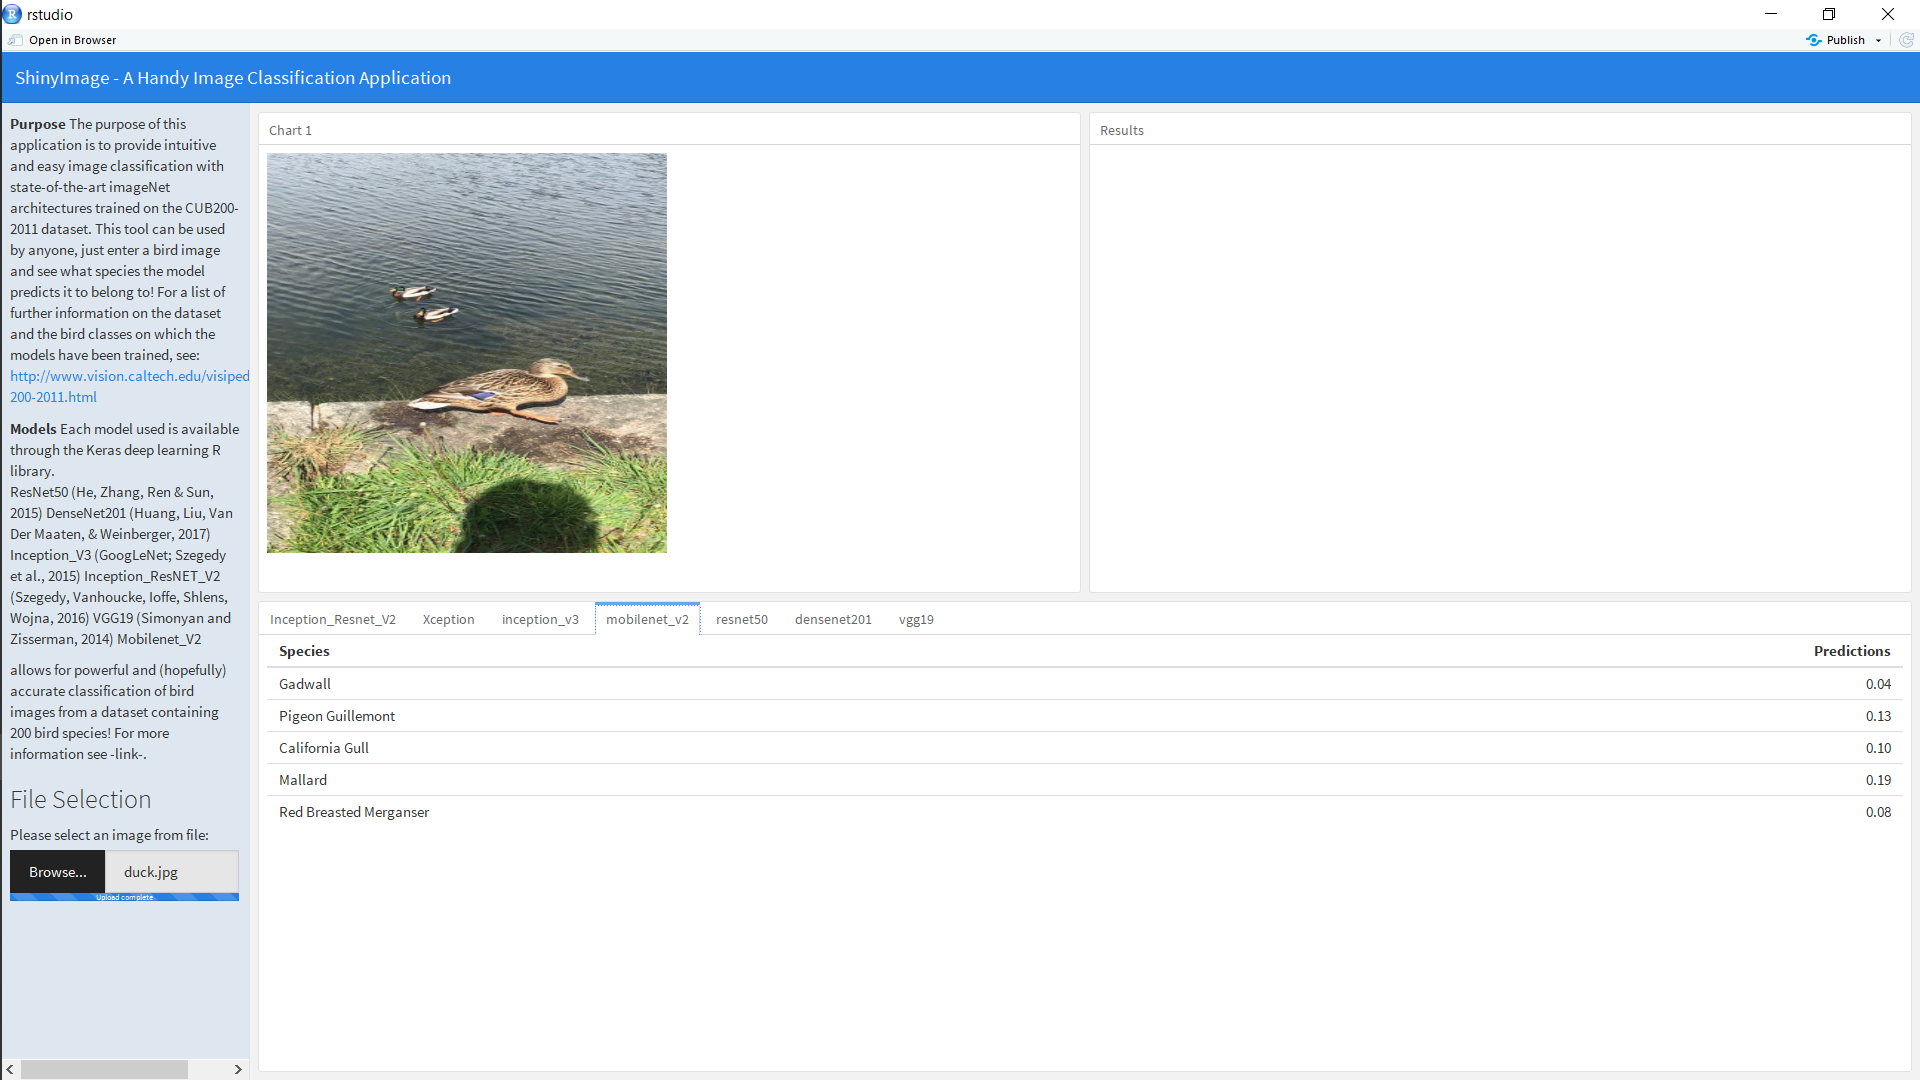 rstudio
Open in Browser
Publish
ShinyImage - A Handy Image Classification Application
Purpose The purpose of this
application is to provide intuitive
and easy image classification with
state-of-the-art imageNet
architectures trained on the CUB200-
2011 dataset. This tool can be used
by anyone, just enter a bird image
and see what species the model
predicts it to belong to! For a list of
further information on the dataset
and the bird classes on which the
models have been trained, see:
http://www.vision.caltech.edu/visiped
200-2011.html
Models Each model used is available
through the Keras deep learning R
library.
ResNet50 (He, Zhang, Ren & Sun,
2015) DenseNet201 (Huang, Liu, Van
Der Maaten, & Weinberger, 2017)
Inception_V3 (GoogLeNet; Szegedy
et al., 2015) Inception_ResNET_V2
(Szegedy, Vanhoucke, Ioffe, Shlens,
Wojna, 2016) VGG19 (Simonyan and
Zisserman, 2014) Mobilenet_V2
allows for powerful and (hopefully)
accurate classification of bird
images from a dataset containing
200 bird species! For more
information see -link-.
File Selection
Please select an image from file:
Browse... duck.jpg
Upload complete
Chart 1
Results
Inception_Resnet_V2 Xception inception_v3 mobilenet_v2 resnet50 densenet201 vgg19
Species Predictions
Gadwall 0.04
Pigeon Guillemont 0.13
California Gull 0.10
Mallard 0.19
Red Breasted Merganser 0.08